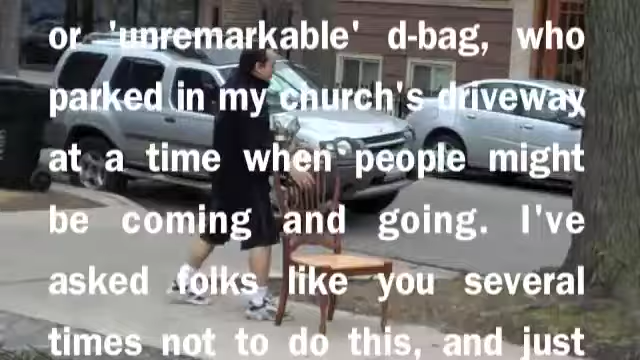 or 'unremarkable' d-bag, who
parked in my church's driveway
at a time when people might
be coming and going. I've
asked folks like you several
times not to do this, and just